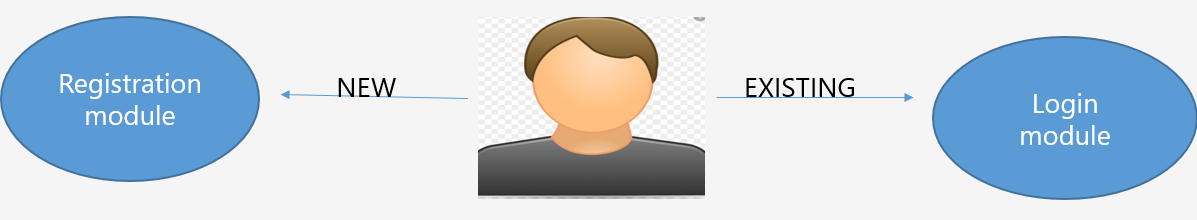 Registration
module
NEW
EXISTING
Login
module